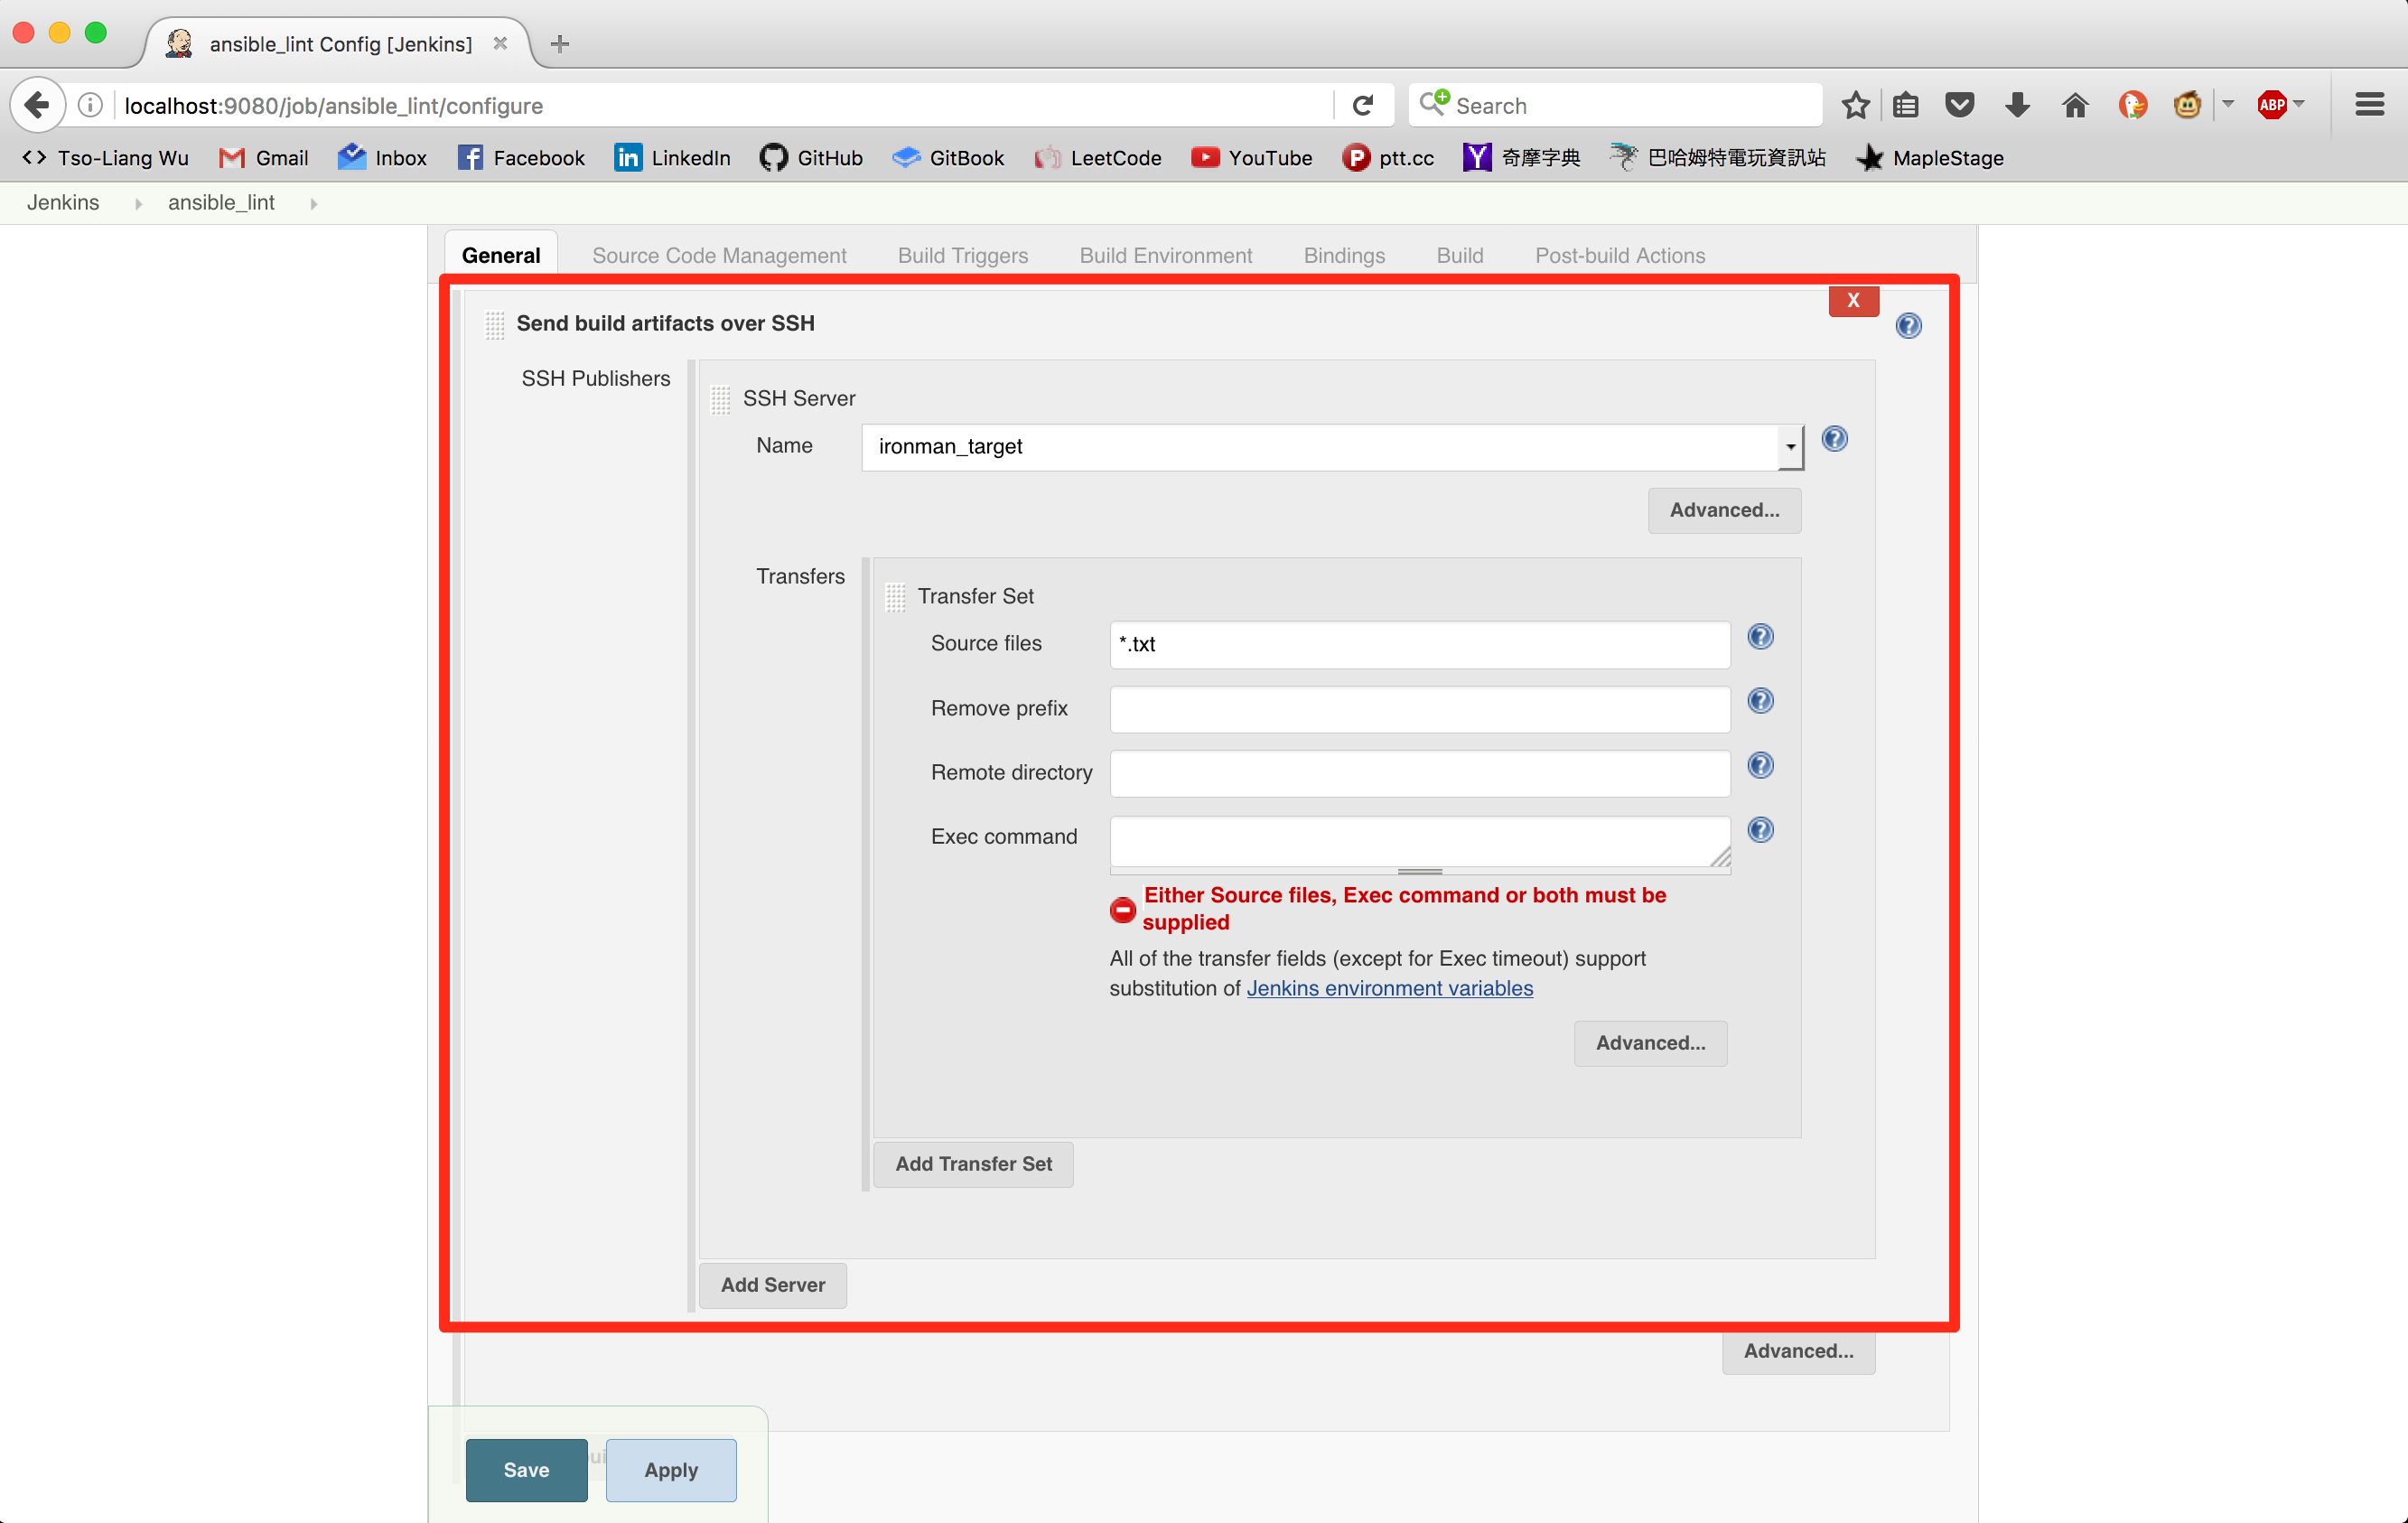 ansible_lint Config [Jenkins]
localhost:9080/job/ansible_lint/configure
Search
ABP
Tso-Liang Wu
Gmail
Inbox
Facebook
LinkedIn
GitHub
GitBook
LeetCode
YouTube
ptt.cc
奇摩字典
巴哈姆特電玩資訊站
MapleStage
Jenkins
ansible_lint
General
Source Code Management
Build Triggers
Build Environment
Bindings
Build
Post-build Actions
X
Send build artifacts over SSH
SSH Publishers
SSH Server
Name
ironman_target
Advanced...
Transfers
Transfer Set
Source files
*.txt
Remove prefix
Remote directory
Exec command
Either Source files, Exec command or both must be
supplied
All of the transfer fields (except for Exec timeout) support
substitution of Jenkins environment variables
Advanced...
Add Transfer Set
Add Server
Advanced...
Save
Apply